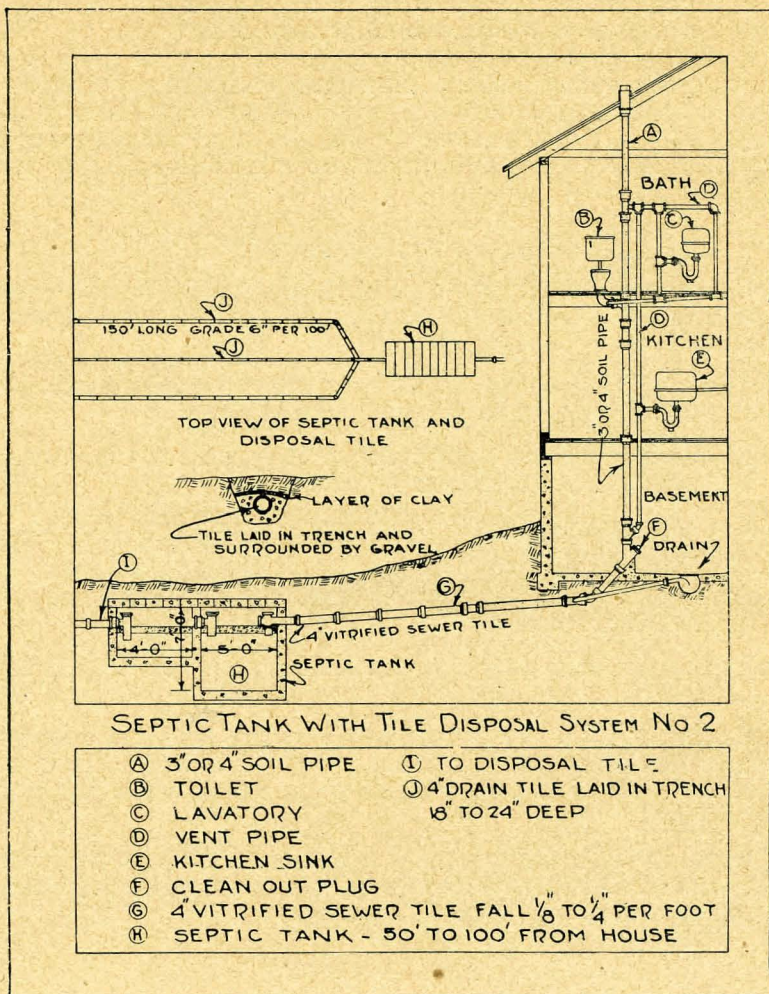 A
BATH
D
B
C
J
150' LONG GRADE 6" PER 100'
H
D
J
KITCHEN
3" OR 4" SOIL PIPE
E
TOP VIEW OF SEPTIC TANK AND
DISPOSAL TILE
LAYER OF CLAY
BASEMENT
TILE LAID IN TRENCH AND
SURROUNDED BY GRAVEL
F
DRAIN
I
G
4" VITRIFIED SEWER TILE
4'-0" 5'-0"
SEPTIC TANK
H
SEPTIC TANK WITH TILE DISPOSAL SYSTEM NO 2
A 3" OR 4" SOIL PIPE
B TOILET
C LAVATORY
D VENT PIPE
E KITCHEN SINK
F CLEAN OUT PLUG
G 4" VITRIFIED SEWER TILE FALL 1/8" TO 1/4" PER FOOT
H SEPTIC TANK - 50' TO 100' FROM HOUSE
I TO DISPOSAL TILE
J 4" DRAIN TILE LAID IN TRENCH
18" TO 24" DEEP